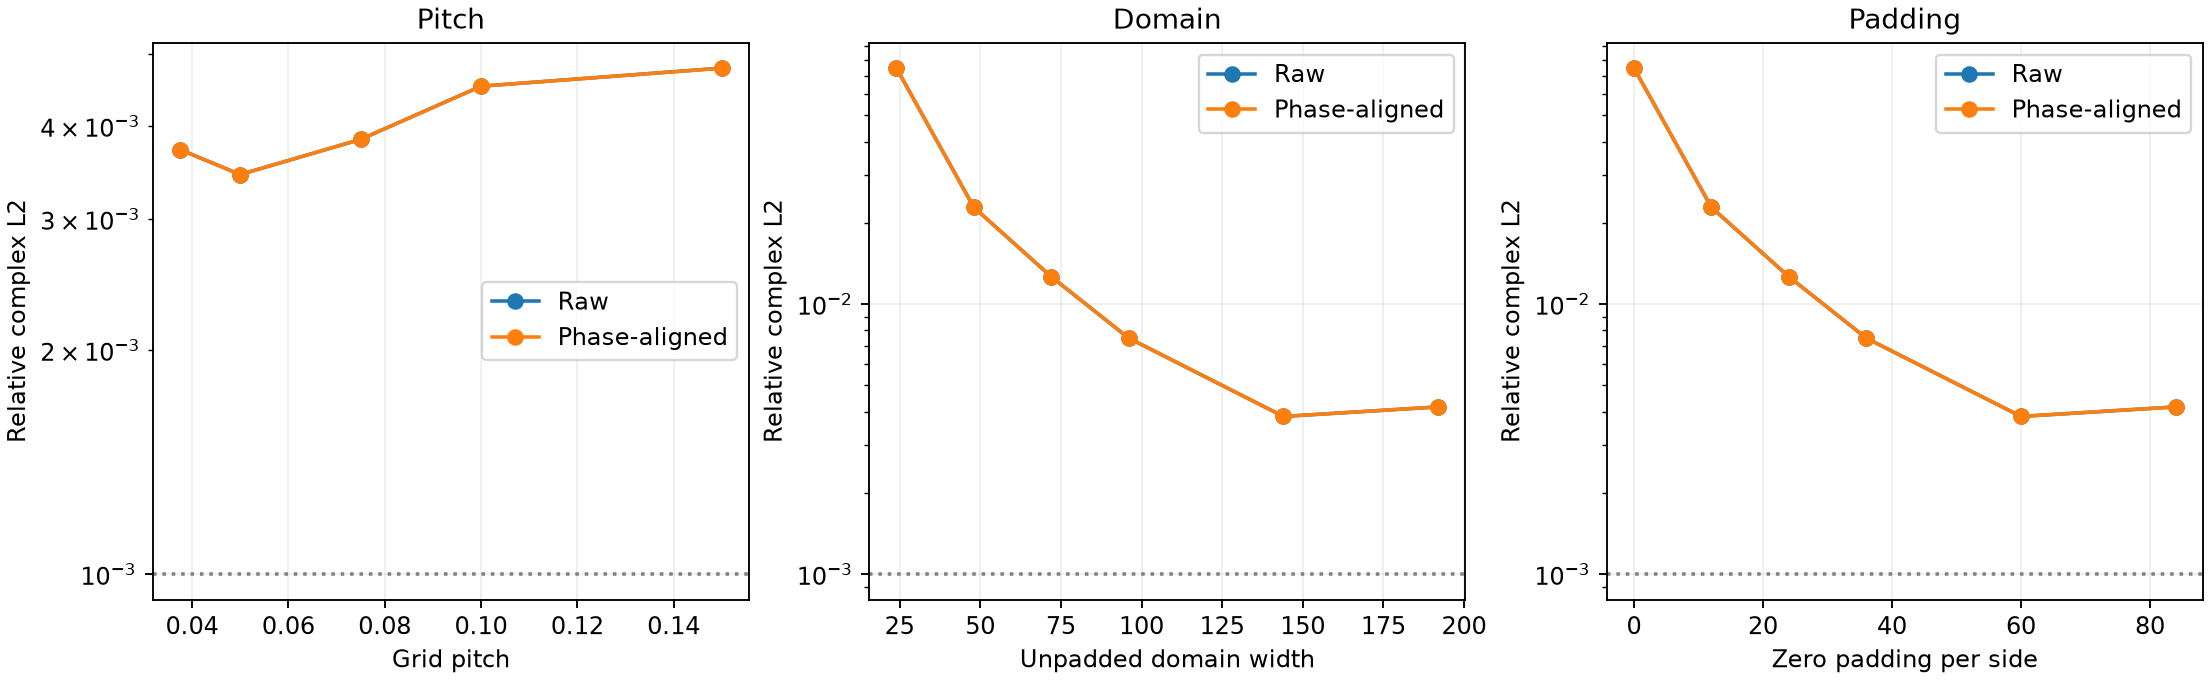 Pitch
Relative complex L2
4 × 10⁻³
3 × 10⁻³
2 × 10⁻³
10⁻³
0.04 0.06 0.08 0.10 0.12 0.14
Grid pitch
Raw
Phase-aligned
Domain
Relative complex L2
10⁻²
10⁻³
25 50 75 100 125 150 175 200
Unpadded domain width
Raw
Phase-aligned
Padding
Relative complex L2
10⁻²
10⁻³
0 20 40 60 80
Zero padding per side
Raw
Phase-aligned